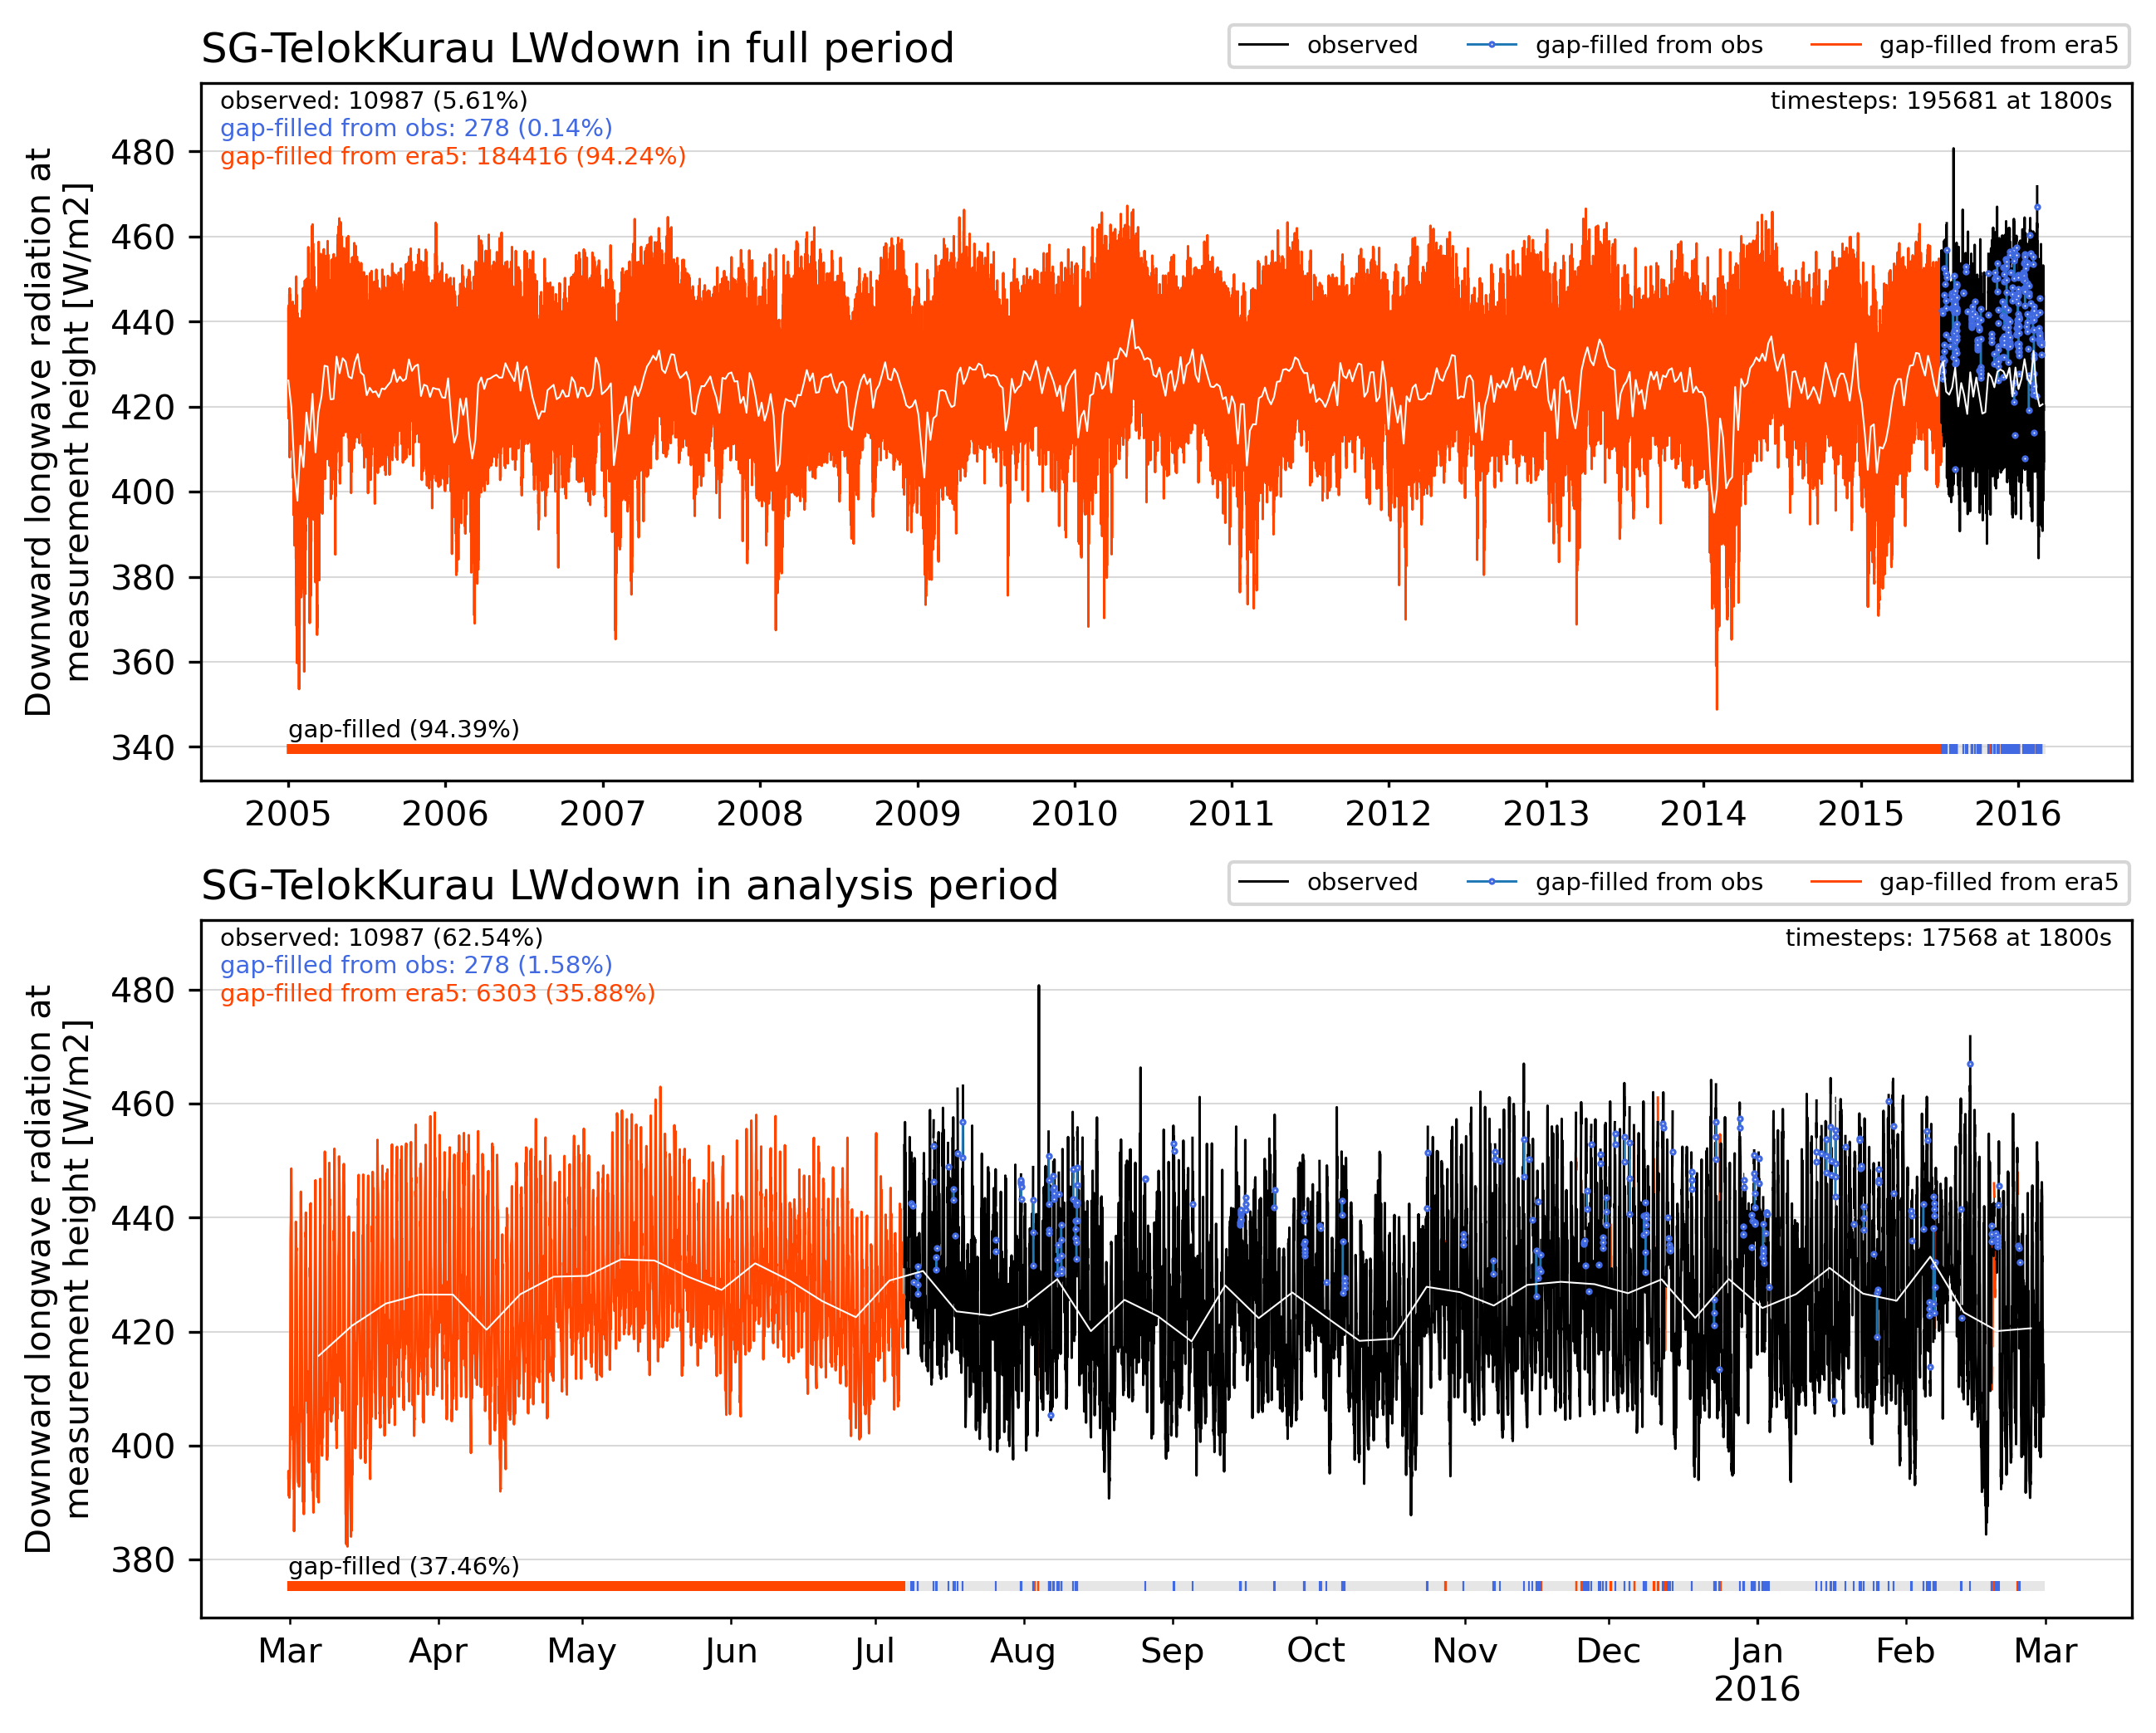 SG-TelokKurau LWdown in full period
observed
gap-filled from obs
gap-filled from era5
observed: 10987 (5.61%)
gap-filled from obs: 278 (0.14%)
gap-filled from era5: 184416 (94.24%)
timesteps: 195681 at 1800s
Downward longwave radiation at
measurement height [W/m2]
480
460
440
420
400
380
360
340
gap-filled (94.39%)
2005
2006
2007
2008
2009
2010
2011
2012
2013
2014
2015
2016
SG-TelokKurau LWdown in analysis period
observed
gap-filled from obs
gap-filled from era5
observed: 10987 (62.54%)
gap-filled from obs: 278 (1.58%)
gap-filled from era5: 6303 (35.88%)
timesteps: 17568 at 1800s
Downward longwave radiation at
measurement height [W/m2]
480
460
440
420
400
380
gap-filled (37.46%)
Mar
Apr
May
Jun
Jul
Aug
Sep
Oct
Nov
Dec
Jan
2016
Feb
Mar